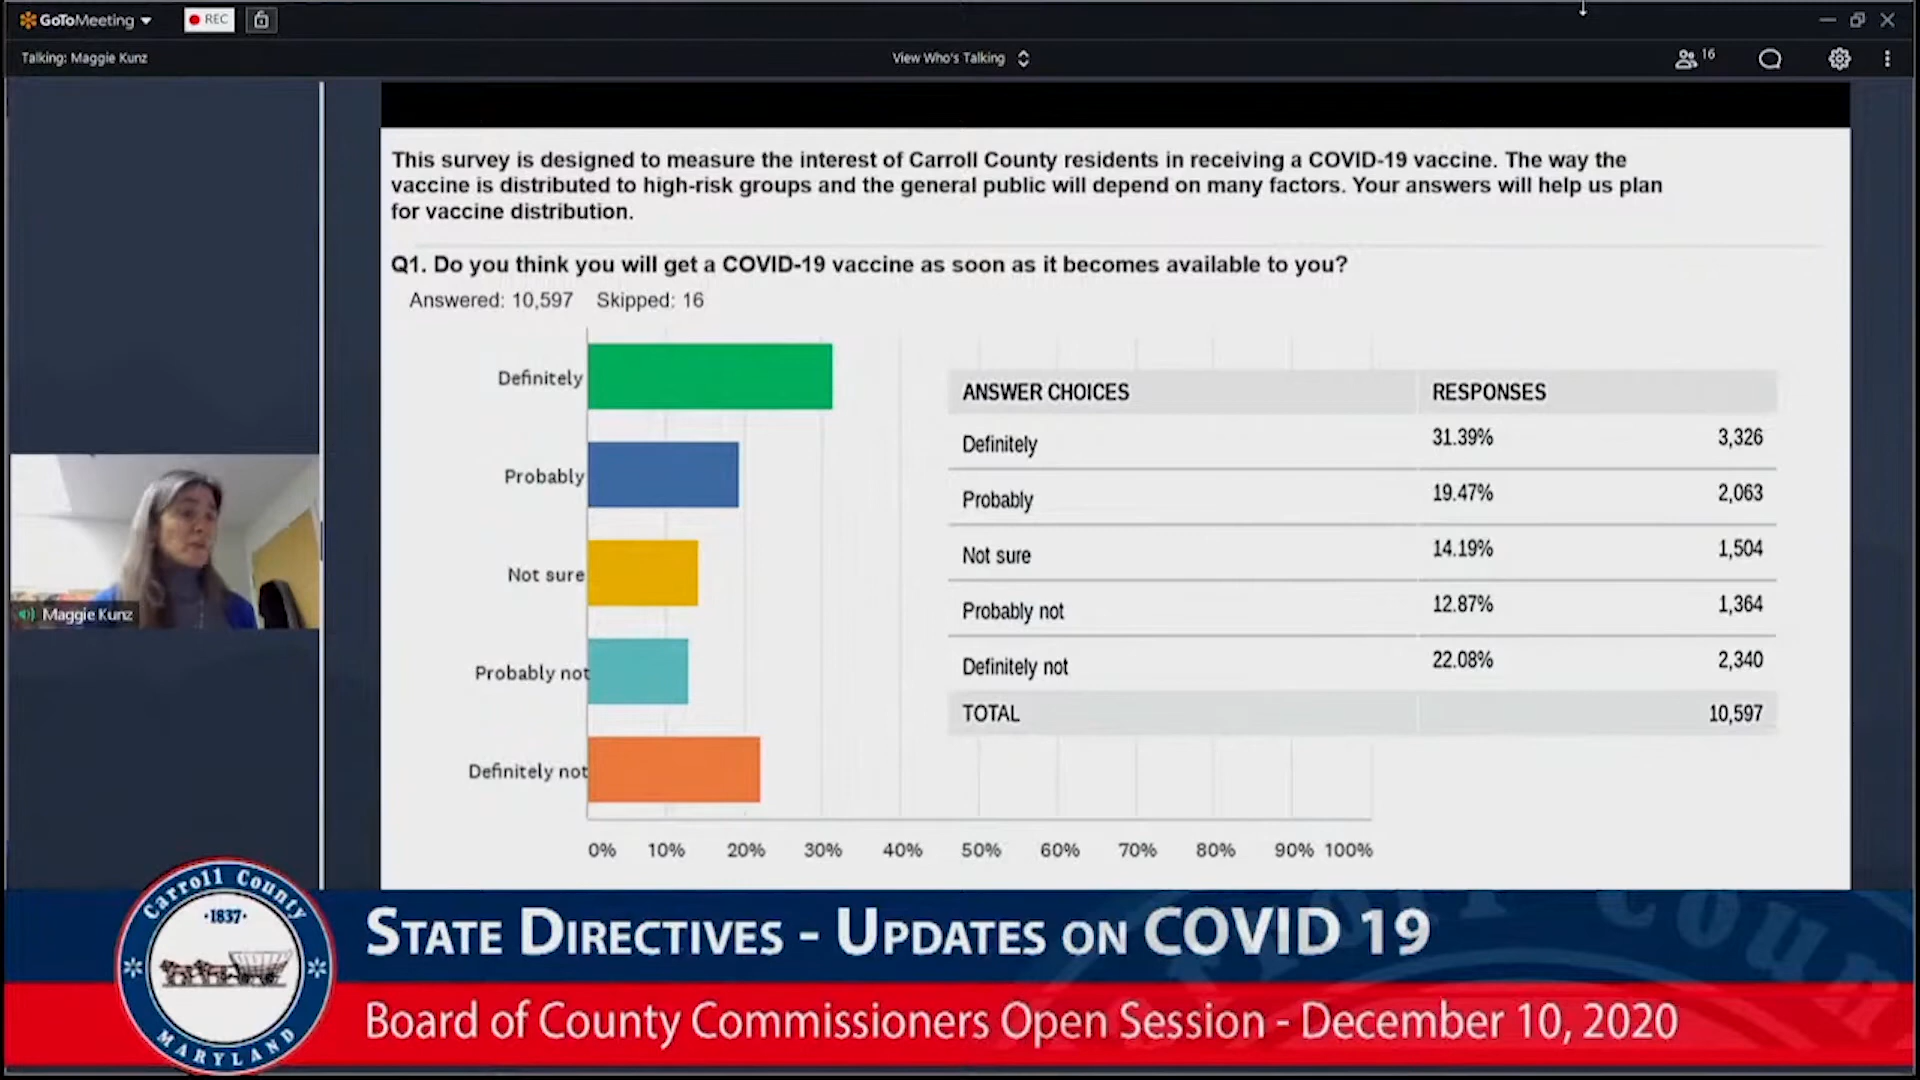 GoToMeeting
REC
Talking: Maggie Kunz
View Who's Talking
16
This survey is designed to measure the interest of Carroll County residents in receiving a COVID-19 vaccine. The way the
vaccine is distributed to high-risk groups and the general public will depend on many factors. Your answers will help us plan
for vaccine distribution.
Q1. Do you think you will get a COVID-19 vaccine as soon as it becomes available to you?
Answered: 10,597 Skipped: 16
Definitely
Probably
Not sure
Probably not
Definitely not
0% 10% 20% 30% 40% 50% 60% 70% 80% 90% 100%
ANSWER CHOICES RESPONSES
Definitely 31.39% 3,326
Probably 19.47% 2,063
Not sure 14.19% 1,504
Probably not 12.87% 1,364
Definitely not 22.08% 2,340
TOTAL 10,597
Maggie Kunz
Carroll County
·1837·
MARYLAND
STATE DIRECTIVES - UPDATES ON COVID 19
Board of County Commissioners Open Session - December 10, 2020